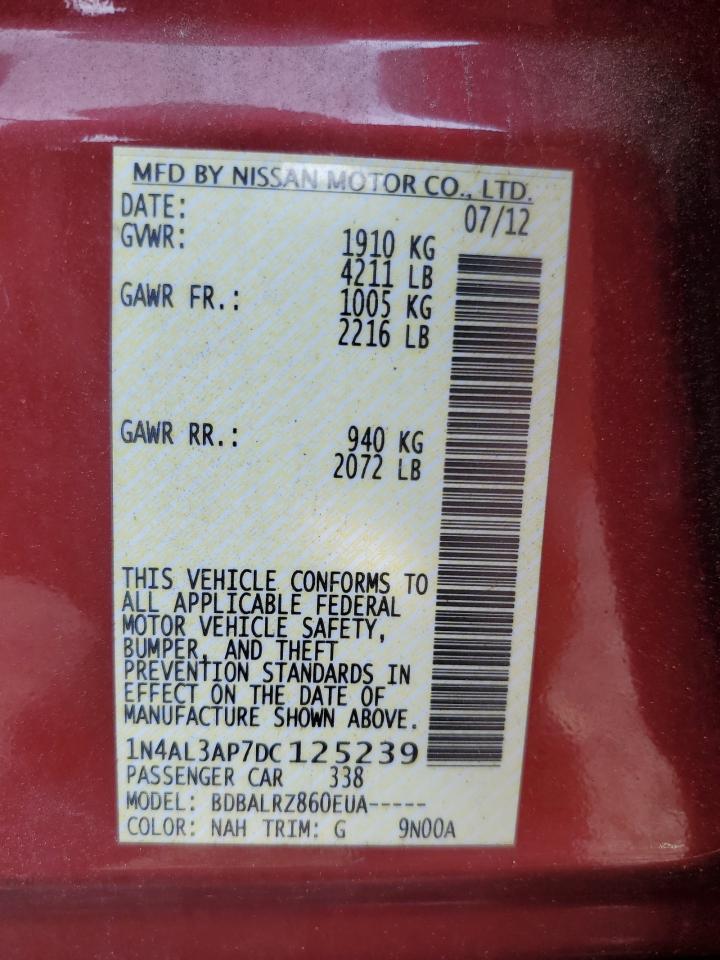 MFD BY NISSAN MOTOR CO., LTD.
DATE: 07/12
GVWR: 1910 KG
4211 LB
GAWR FR.: 1005 KG
2216 LB
GAWR RR.: 940 KG
2072 LB
THIS VEHICLE CONFORMS TO
ALL APPLICABLE FEDERAL
MOTOR VEHICLE SAFETY,
BUMPER, AND THEFT
PREVENTION STANDARDS IN
EFFECT ON THE DATE OF
MANUFACTURE SHOWN ABOVE.
1N4AL3AP7DC125239
PASSENGER CAR 338
MODEL: BDBALRZ860EUA-----
COLOR: NAH TRIM: G 9N00A